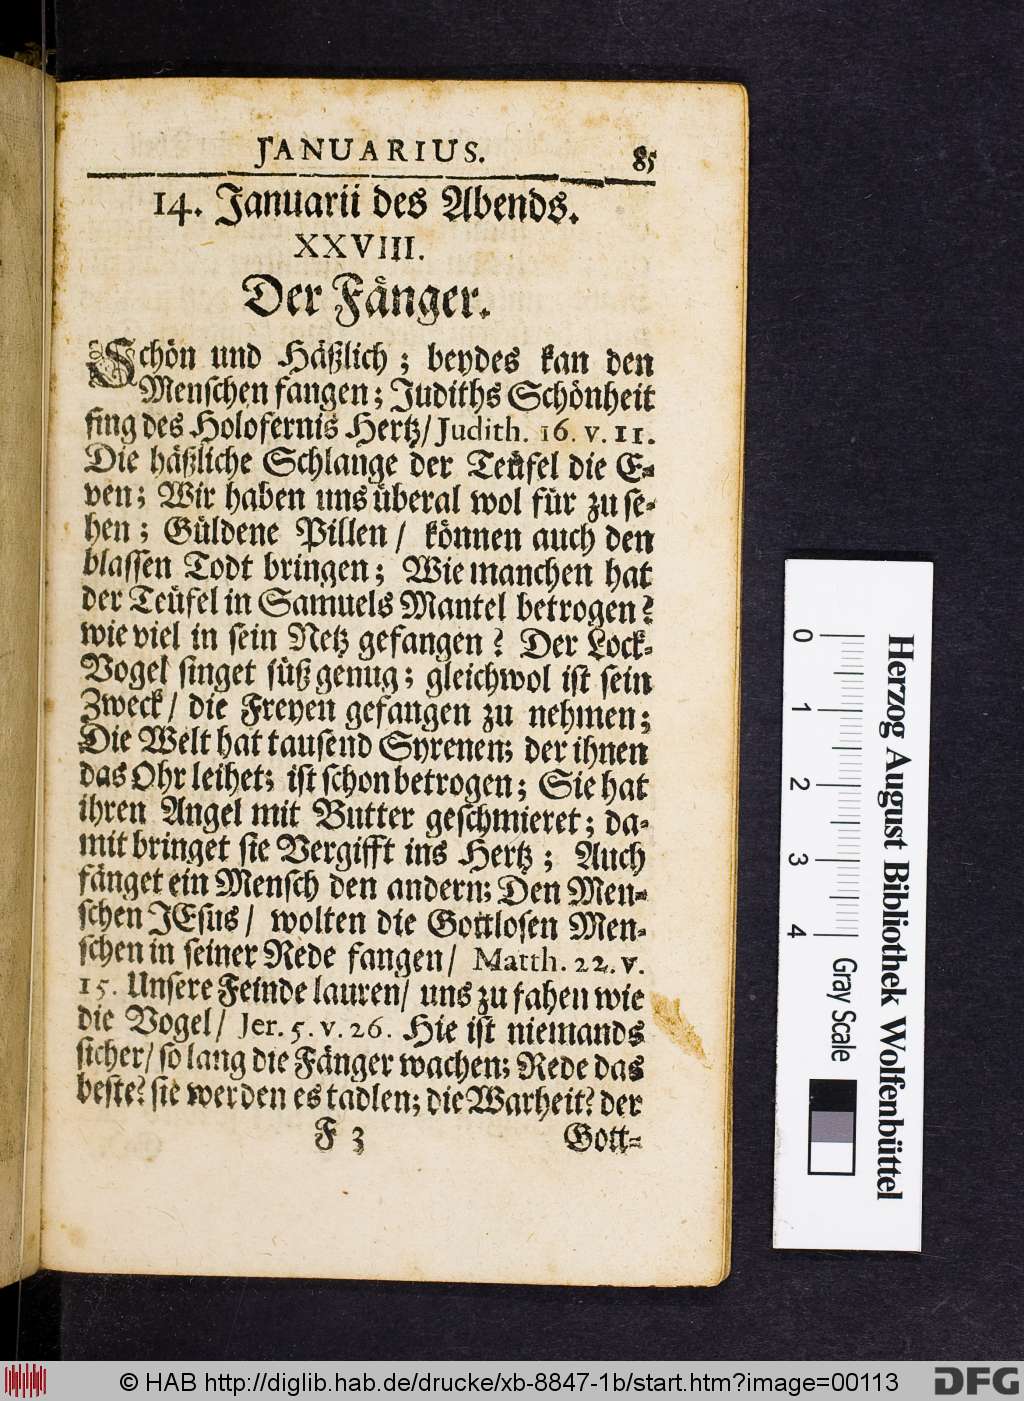 JANUARIUS. 85
14. Januarii des Abends.
XXVIII.
Der Fänger.
Schön und Häßlich; beydes kan den
Menschen fangen; Judiths Schönheit
fing des Holofernis Hertz/ Judith. 16. v. 11.
Die häßliche Schlange der Teüfel die E-
ven; Wir haben uns überal wol für zu se-
hen; Güldene Pillen/ können auch den
blassen Todt bringen; Wie manchen hat
der Teüfel in Samuels Mantel betrogen?
wie viel in sein Netz gefangen? Der Lock-
Vogel singet süß genug; gleichwol ist sein
Zweck/ die Freyen gefangen zu nehmen;
Die Welt hat tausend Syrenen; der ihnen
das Ohr leihet; ist schon betrogen; Sie hat
ihren Angel mit Butter geschmieret; da-
mit bringet sie Vergifft ins Hertz; Auch
fänget ein Mensch den andern; Den Men-
schen JEsus/ wolten die Gottlosen Men-
schen in seiner Rede fangen/ Matth. 22. v.
15. Unsere Feinde lauren/ uns zu fahen wie
die Vogel/ Jer. 5. v. 26. Hie ist niemands
sicher/ so lang die Fänger wachen; Rede das
beste? sie werden es tadlen; die Warheit? der
F 3 Gott-
Herzog August Bibliothek Wolfenbüttel
0 1 2 3 4 Gray Scale
© HAB http://diglib.hab.de/drucke/xb-8847-1b/start.htm?image=00113
DFG